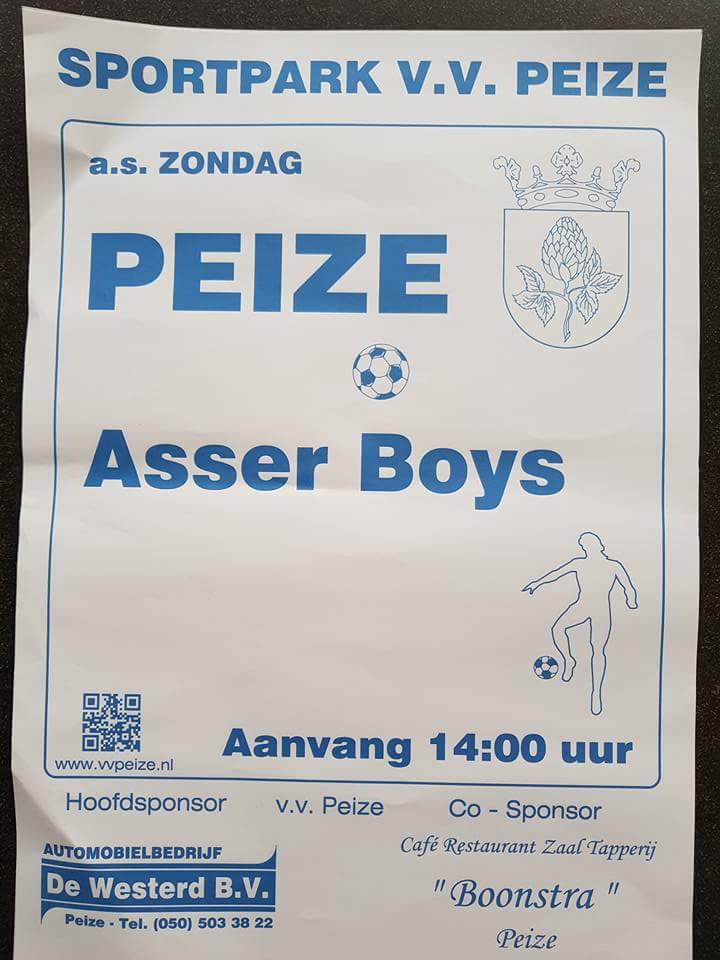 SPORTPARK V.V. PEIZE
a.s. ZONDAG
PEIZE
Asser Boys
Aanvang 14:00 uur
www.vvpeize.nl
Hoofdsponsor v.v. Peize Co - Sponsor
AUTOMOBIELBEDRIJF
De Westerd B.V.
Peize - Tel. (050) 503 38 22
Café Restaurant Zaal Tapperij
" Boonstra "
Peize